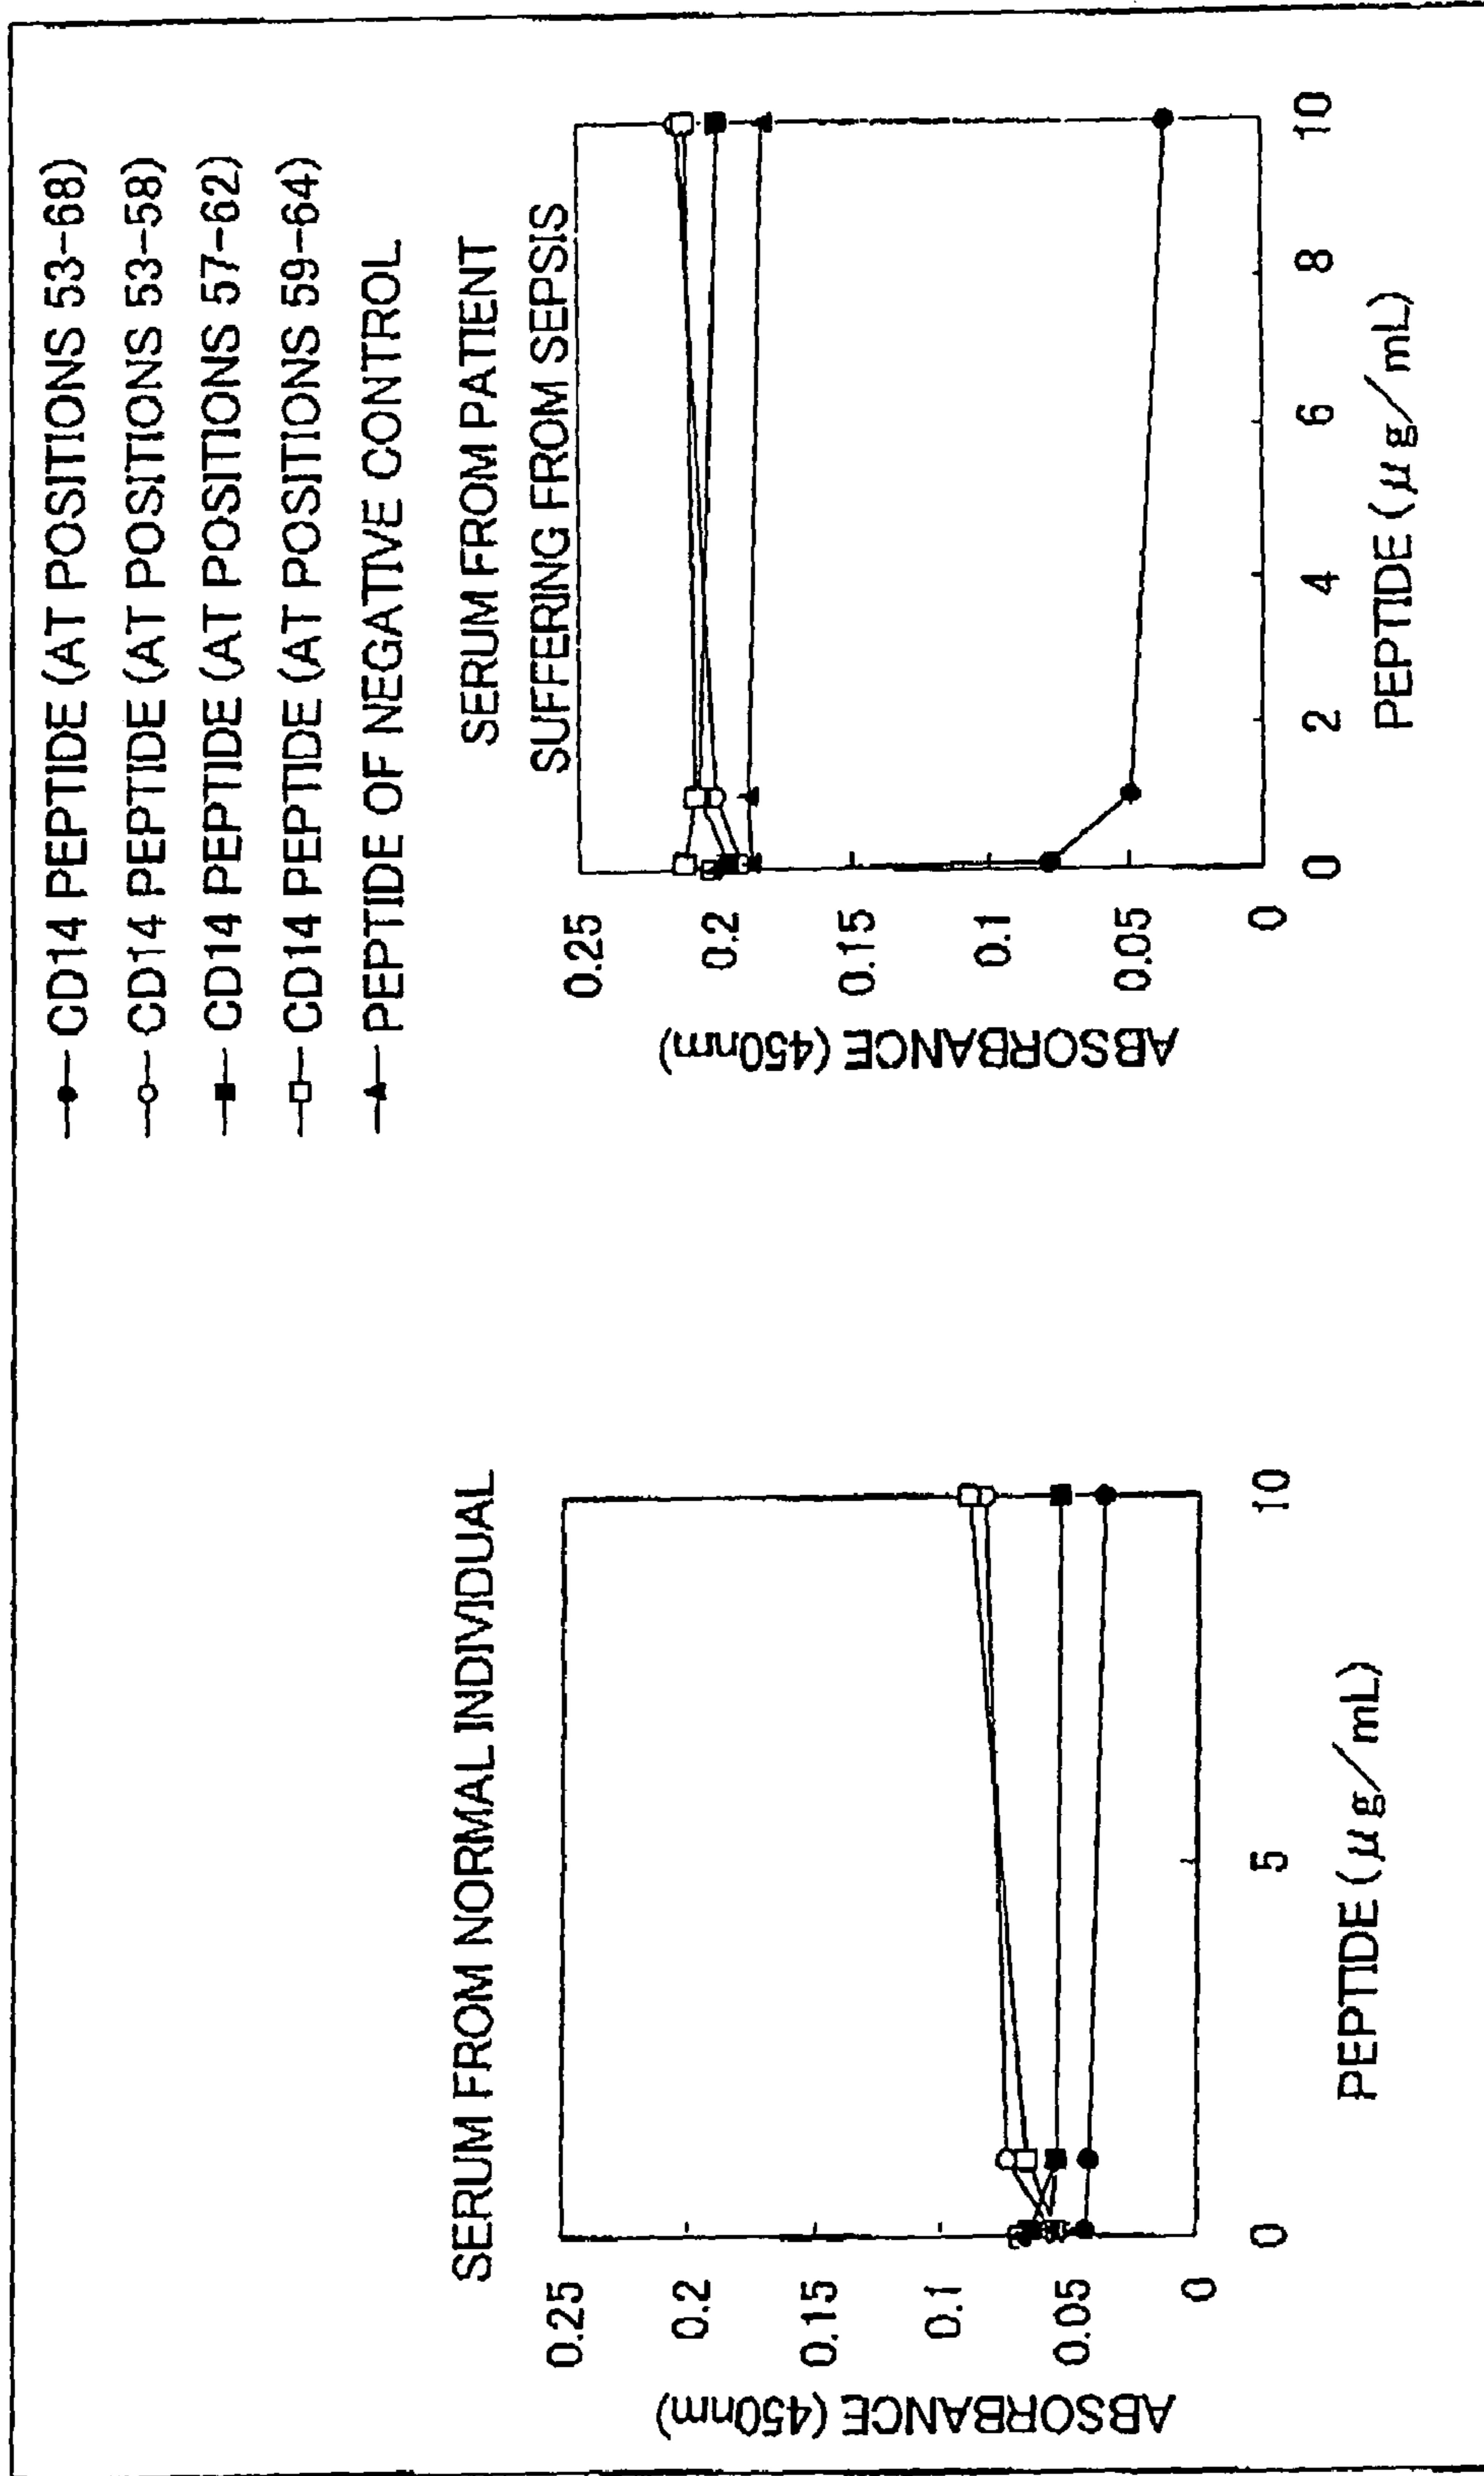 CD14 PEPTIDE (AT POSITIONS 53-68)
CD14 PEPTIDE (AT POSITIONS 53-58)
CD14 PEPTIDE (AT POSITIONS 57-62)
CD14 PEPTIDE (AT POSITIONS 59-64)
PEPTIDE OF NEGATIVE CONTROL
SERUM FROM NORMAL INDIVIDUAL
ABSORBANCE (450nm)
0.25
0.2
0.15
0.1
0.05
0
0 5 10
PEPTIDE (μg/mL)
SERUM FROM PATIENT
SUFFERING FROM SEPSIS
ABSORBANCE (450nm)
0.25
0.2
0.15
0.1
0.05
0
0 2 4 6 8 10
PEPTIDE (μg/mL)